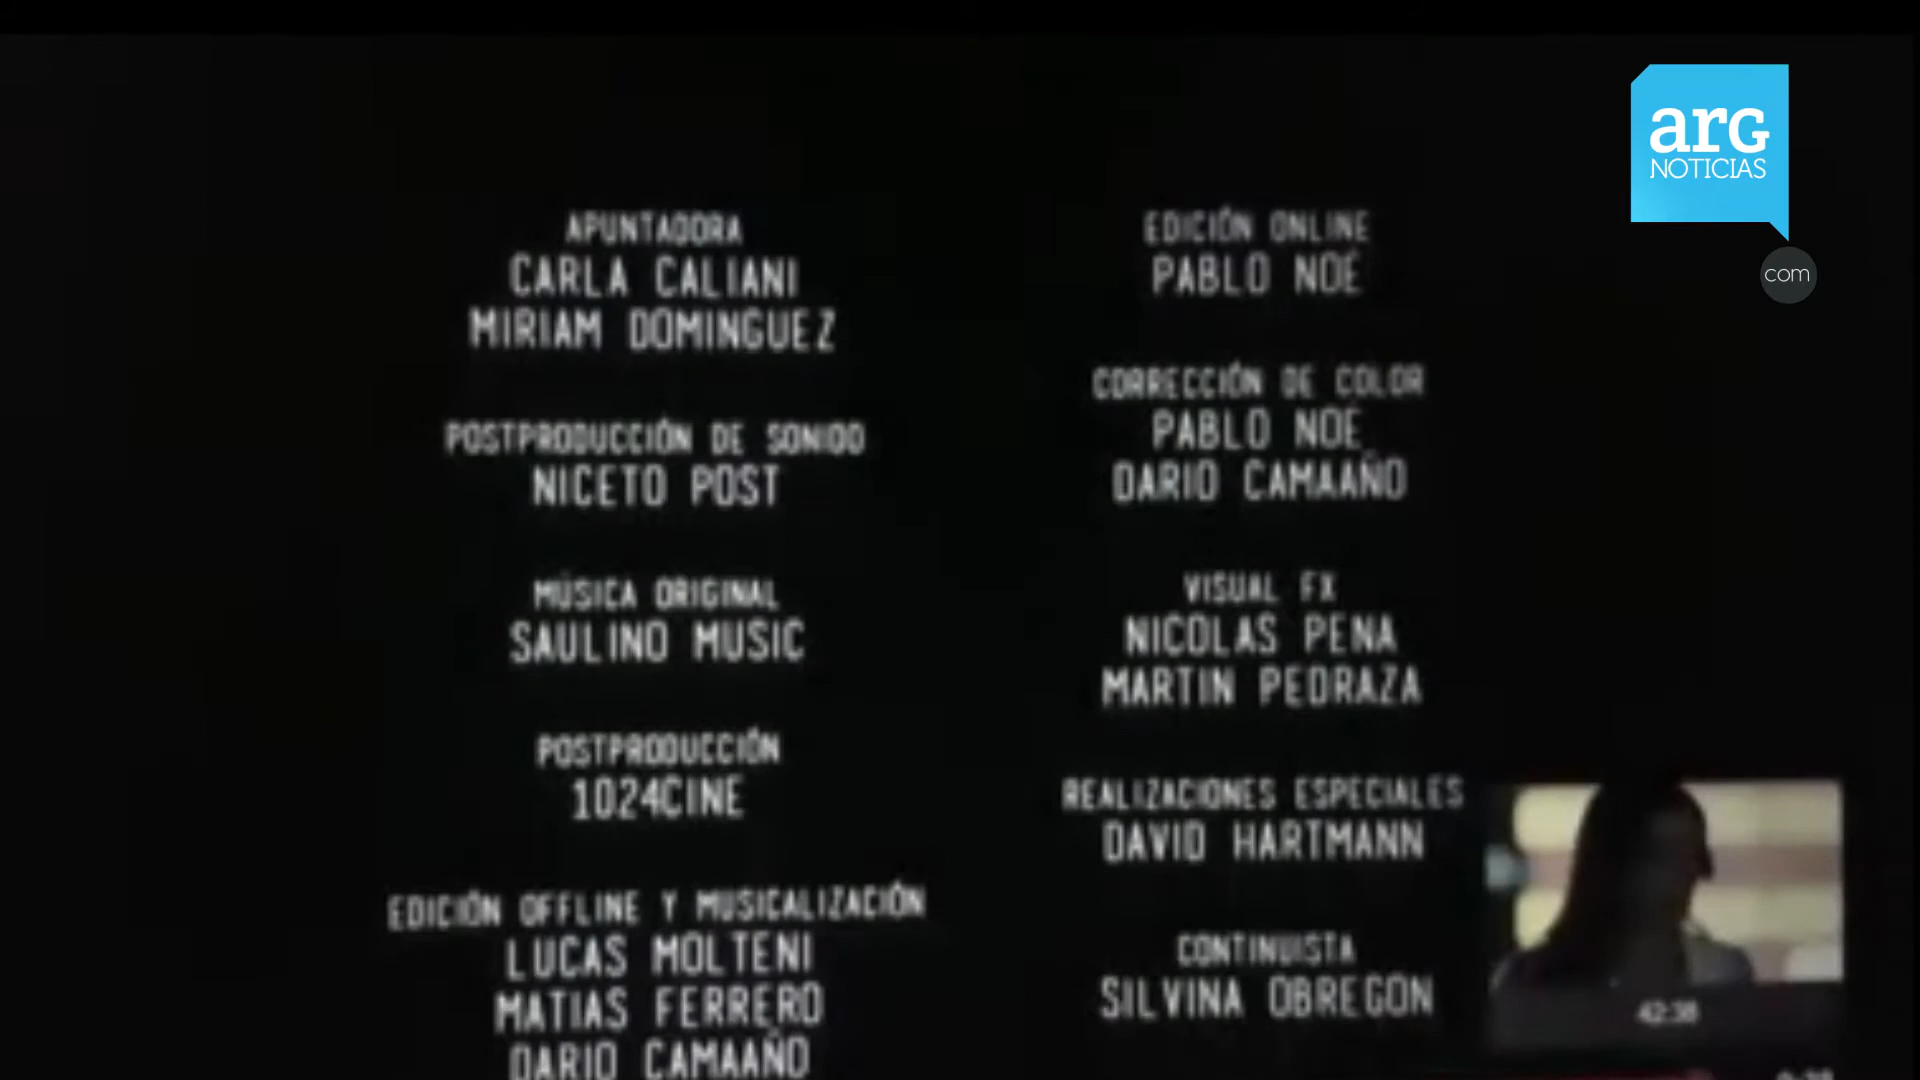 APUNTADORA
CARLA CALIANI
MIRIAM DOMINGUEZ
POSTPRODUCCIÓN DE SONIDO
NICETO POST
MÚSICA ORIGINAL
SAULINO MUSIC
POSTPRODUCCIÓN
1024CINE
EDICIÓN OFFLINE Y MUSICALIZACIÓN
LUCAS MOLTENI
MATIAS FERRERO
DARIO CAMAAÑO
EDICIÓN ONLINE
PABLO NOÉ
CORRECCIÓN DE COLOR
PABLO NOÉ
DARIO CAMAAÑO
VISUAL FX
NICOLAS PENA
MARTIN PEDRAZA
REALIZACIONES ESPECIALES
DAVID HARTMANN
CONTINUISTA
SILVINA OBREGON
arG
NOTICIAS
com
42:38